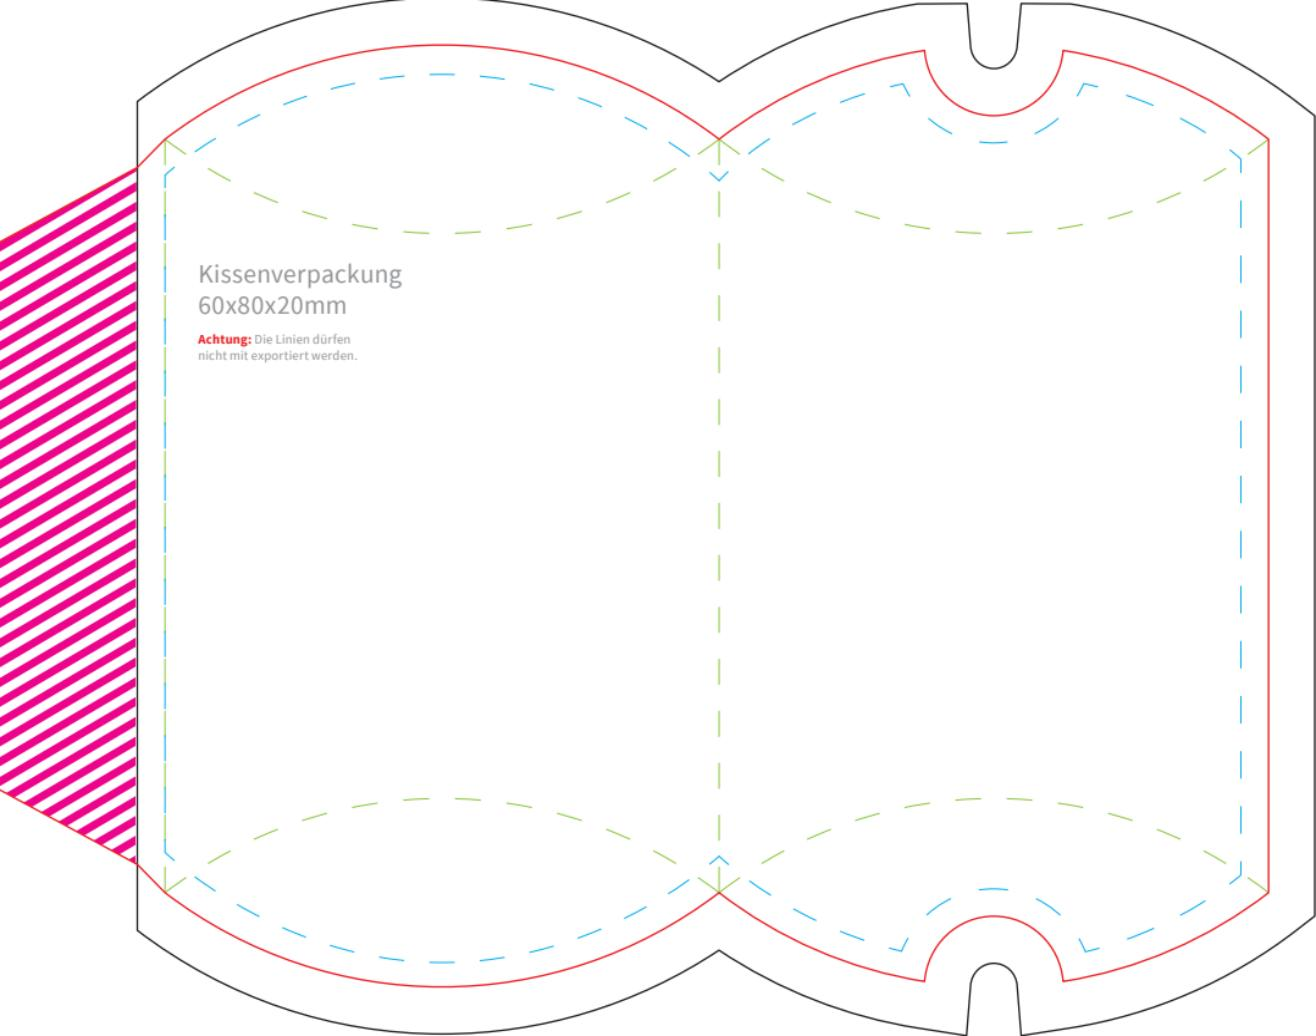 Kissenverpackung
60x80x20mm
Achtung: Die Linien dürfen
nicht mit exportiert werden.